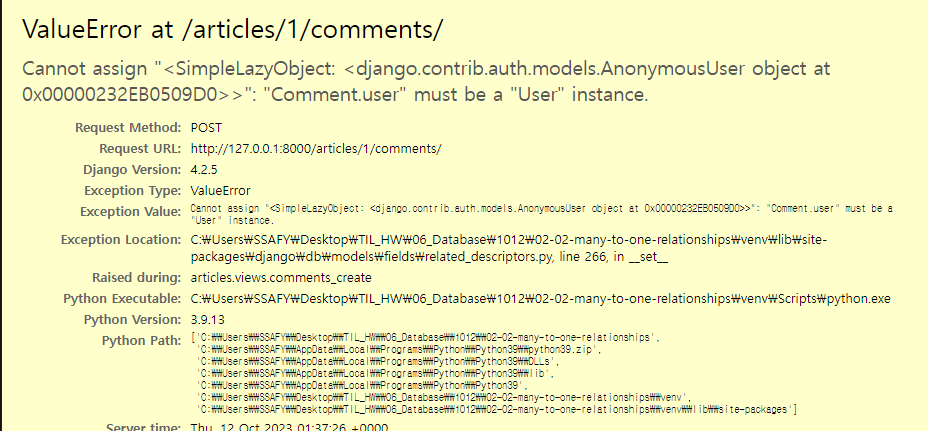 ValueError at /articles/1/comments/
Cannot assign "<SimpleLazyObject: <django.contrib.auth.models.AnonymousUser object at
0x00000232EB0509D0>>": "Comment.user" must be a "User" instance.
Request Method: POST
Request URL: http://127.0.0.1:8000/articles/1/comments/
Django Version: 4.2.5
Exception Type: ValueError
Exception Value: Cannot assign "<SimpleLazyObject: <django.contrib.auth.models.AnonymousUser object at 0x00000232EB0509D0>>": "Comment.user" must be a
"User" instance.
Exception Location: C:₩Users₩SSAFY₩Desktop₩TIL_HW₩06_Database₩1012₩02-02-many-to-one-relationships₩venv₩lib₩site-
packages₩django₩db₩models₩fields₩related_descriptors.py, line 266, in __set__
Raised during: articles.views.comments_create
Python Executable: C:₩Users₩SSAFY₩Desktop₩TIL_HW₩06_Database₩1012₩02-02-many-to-one-relationships₩venv₩Scripts₩python.exe
Python Version: 3.9.13
Python Path: ['C:₩₩Users₩₩SSAFY₩₩Desktop₩₩TIL_HW₩₩06_Database₩₩1012₩₩02-02-many-to-one-relationships',
'C:₩₩Users₩₩SSAFY₩₩AppData₩₩Local₩₩Programs₩₩Python₩₩Python39₩₩python39.zip',
'C:₩₩Users₩₩SSAFY₩₩AppData₩₩Local₩₩Programs₩₩Python₩₩Python39₩₩DLLs',
'C:₩₩Users₩₩SSAFY₩₩AppData₩₩Local₩₩Programs₩₩Python₩₩Python39₩₩lib',
'C:₩₩Users₩₩SSAFY₩₩AppData₩₩Local₩₩Programs₩₩Python₩₩Python39',
'C:₩₩Users₩₩SSAFY₩₩Desktop₩₩TIL_HW₩₩06_Database₩₩1012₩₩02-02-many-to-one-relationships₩₩venv',
'C:₩₩Users₩₩SSAFY₩₩Desktop₩₩TIL_HW₩₩06_Database₩₩1012₩₩02-02-many-to-one-relationships₩₩venv₩₩lib₩₩site-packages']
Server time: Thu, 12 Oct 2023 01:37:26 +0000